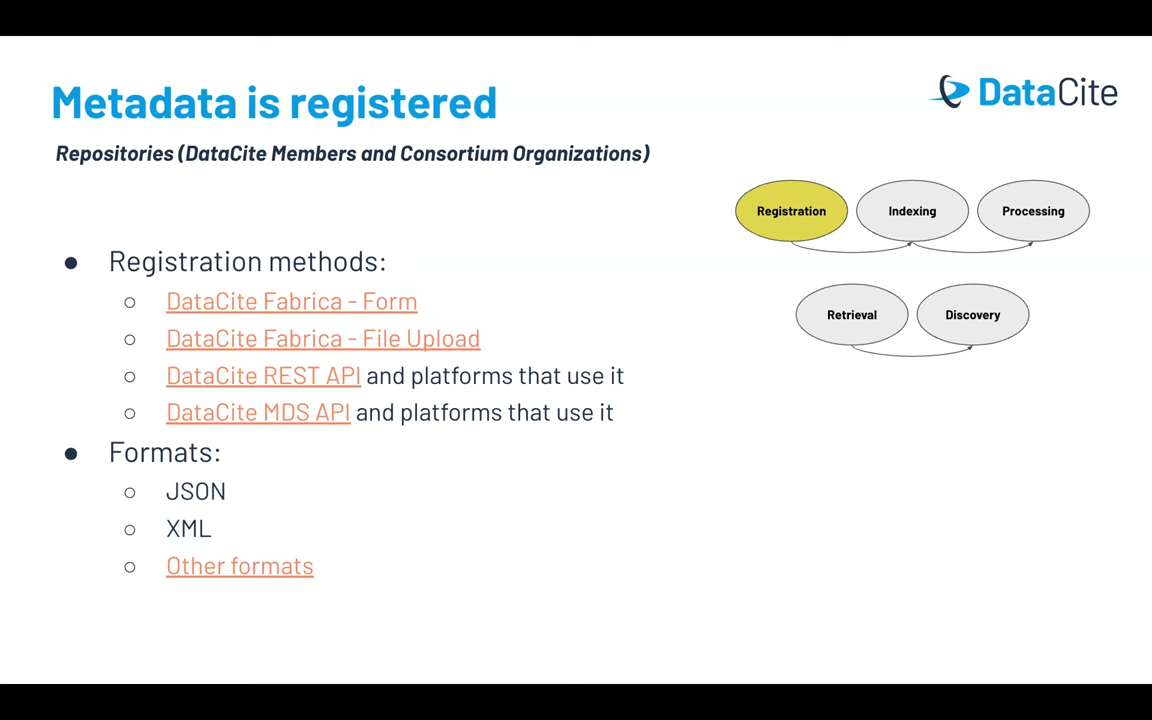 Metadata is registered
DataCite
Repositories (DataCite Members and Consortium Organizations)
Registration
Indexing
Processing
Retrieval
Discovery
● Registration methods:
○ DataCite Fabrica - Form
○ DataCite Fabrica - File Upload
○ DataCite REST API and platforms that use it
○ DataCite MDS API and platforms that use it
● Formats:
○ JSON
○ XML
○ Other formats